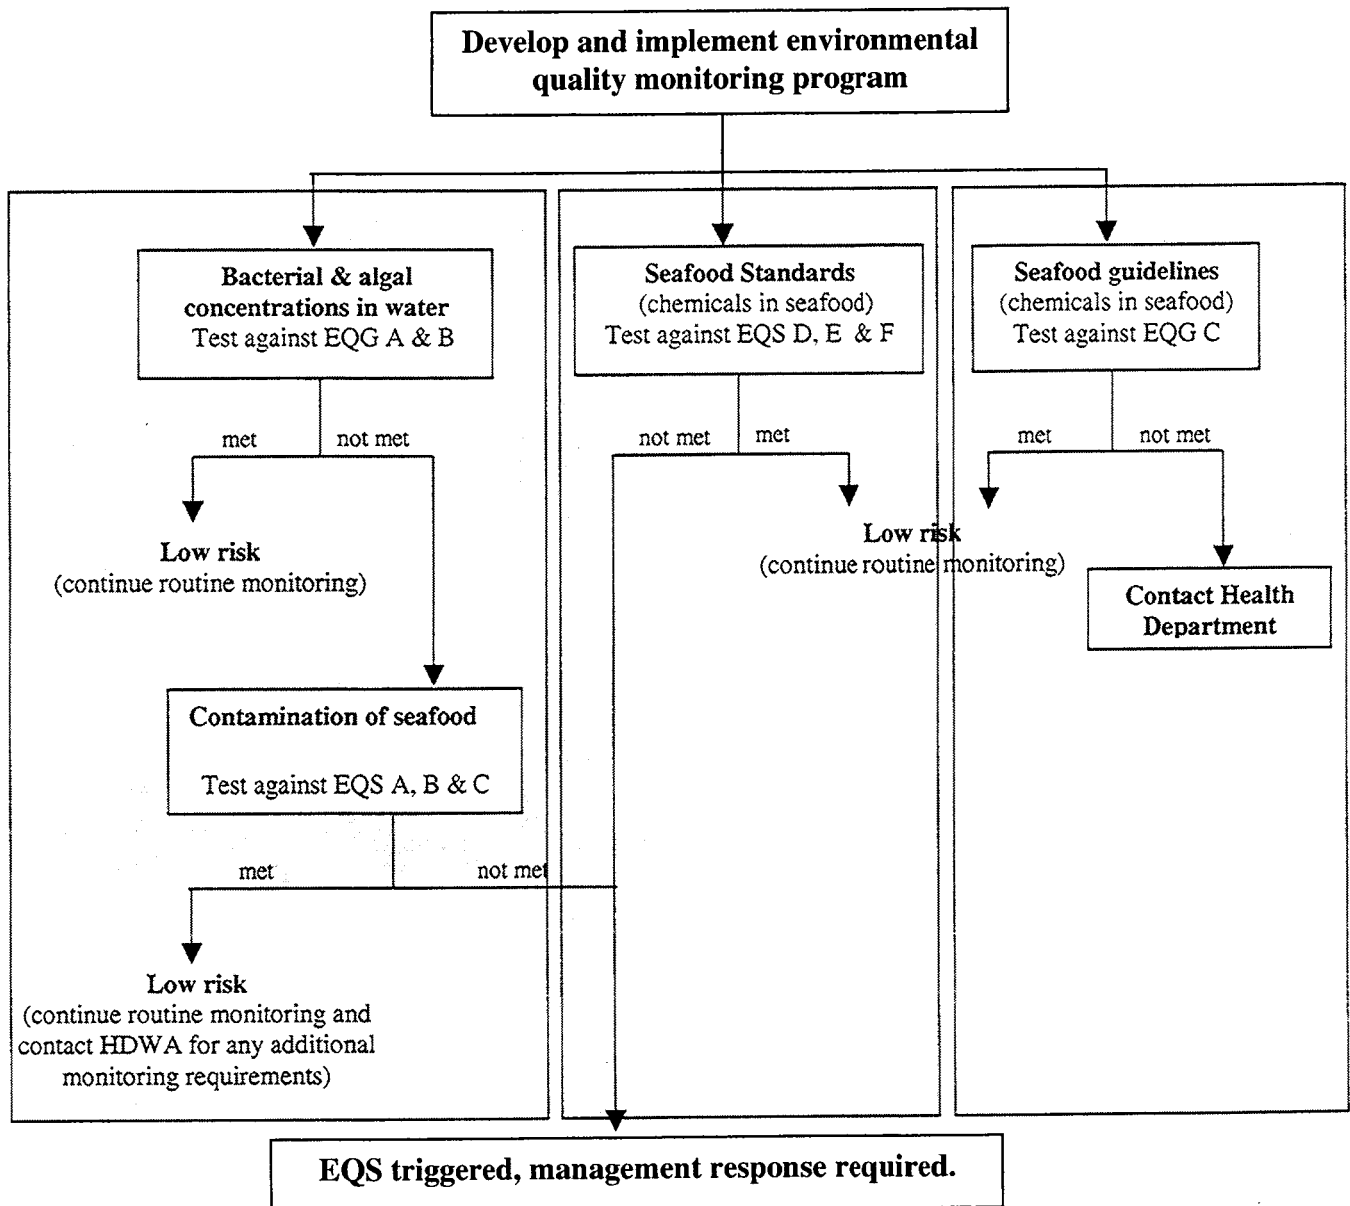 Develop and implement environmental
quality monitoring program
Bacterial & algal
concentrations in water
Test against EQG A & B
met
not met
Low risk
(continue routine monitoring)
Contamination of seafood
Test against EQS A, B & C
met
not met
Low risk
(continue routine monitoring and
contact HDWA for any additional
monitoring requirements)
Seafood Standards
(chemicals in seafood)
Test against EQS D, E & F
not met
met
Low risk
(continue routine monitoring)
Seafood guidelines
(chemicals in seafood)
Test against EQG C
met
not met
Contact Health
Department
EQS triggered, management response required.